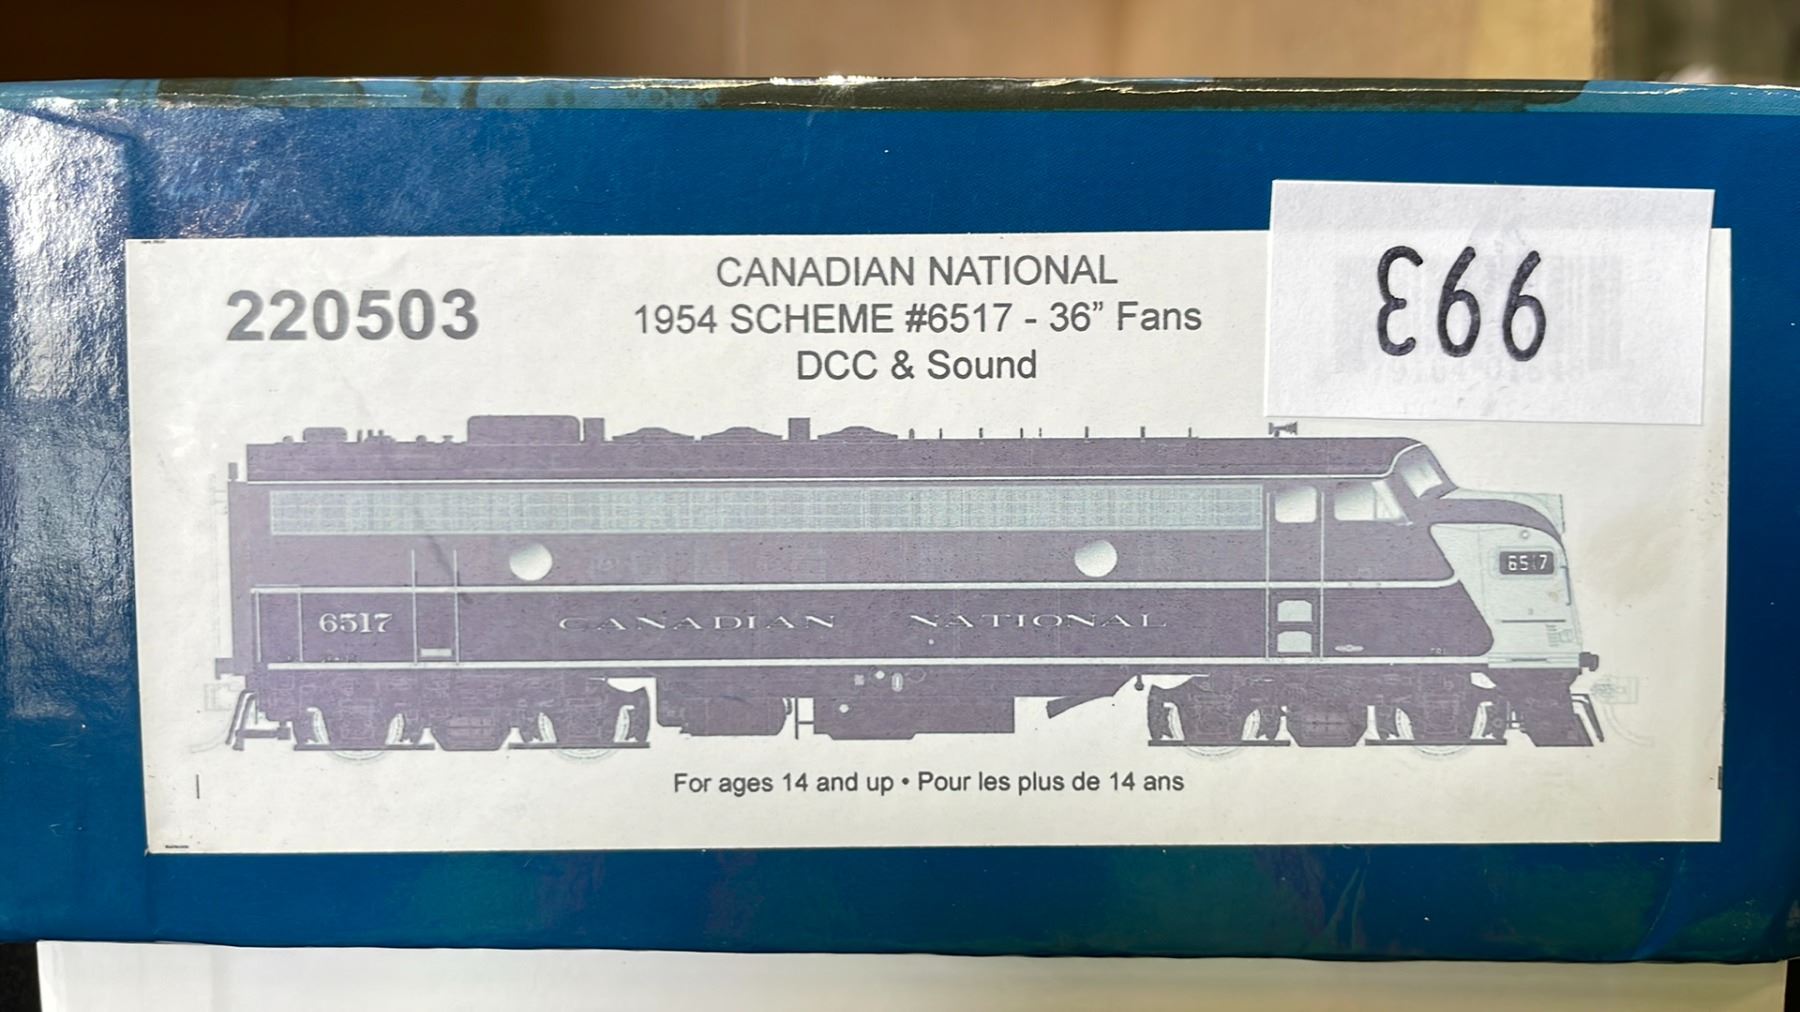 220503
CANADIAN NATIONAL
1954 SCHEME #6517 - 36” Fans
DCC & Sound
993
6517
6517
CANADIAN NATIONAL
For ages 14 and up • Pour les plus de 14 ans